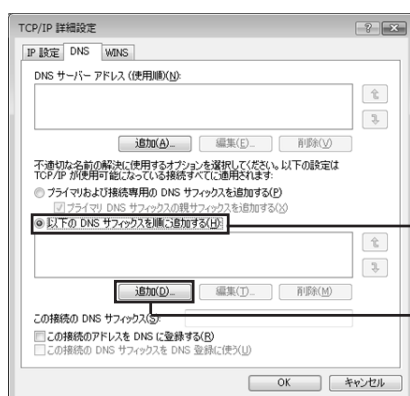 TCP/IP 詳細設定
IP 設定 DNS WINS
DNS サーバー アドレス (使用順)(N):
追加(A)... 編集(E)... 削除(V)
不適切な名前の解決に使用するオプションを選択してください。以下の設定は
TCP/IP が使用可能になっている接続すべてに適用されます:
プライマリおよび接続専用の DNS サフィックスを追加する(P)
プライマリ DNS サフィックスの親サフィックスを追加する(X)
以下の DNS サフィックスを順に追加する(H):
追加(D)... 編集(T)... 削除(M)
この接続の DNS サフィックス(S):
この接続のアドレスを DNS に登録する(R)
この接続の DNS サフィックスを DNS 登録に使う(U)
OK キャンセル